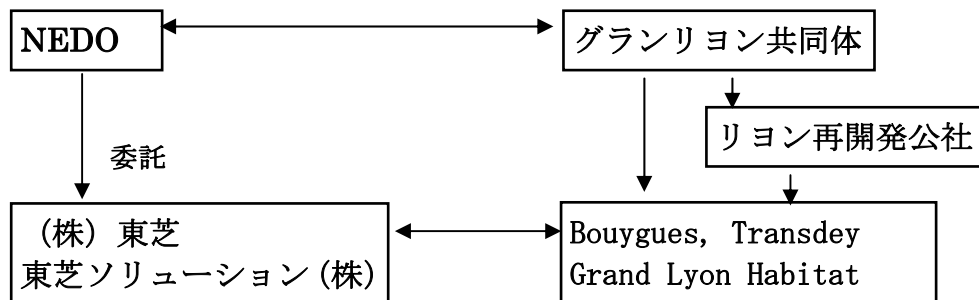 NEDO
グランリヨン共同体
リヨン再開発公社
委託
(株)東芝
東芝ソリューション(株)
Bouygues, Transdey
Grand Lyon Habitat